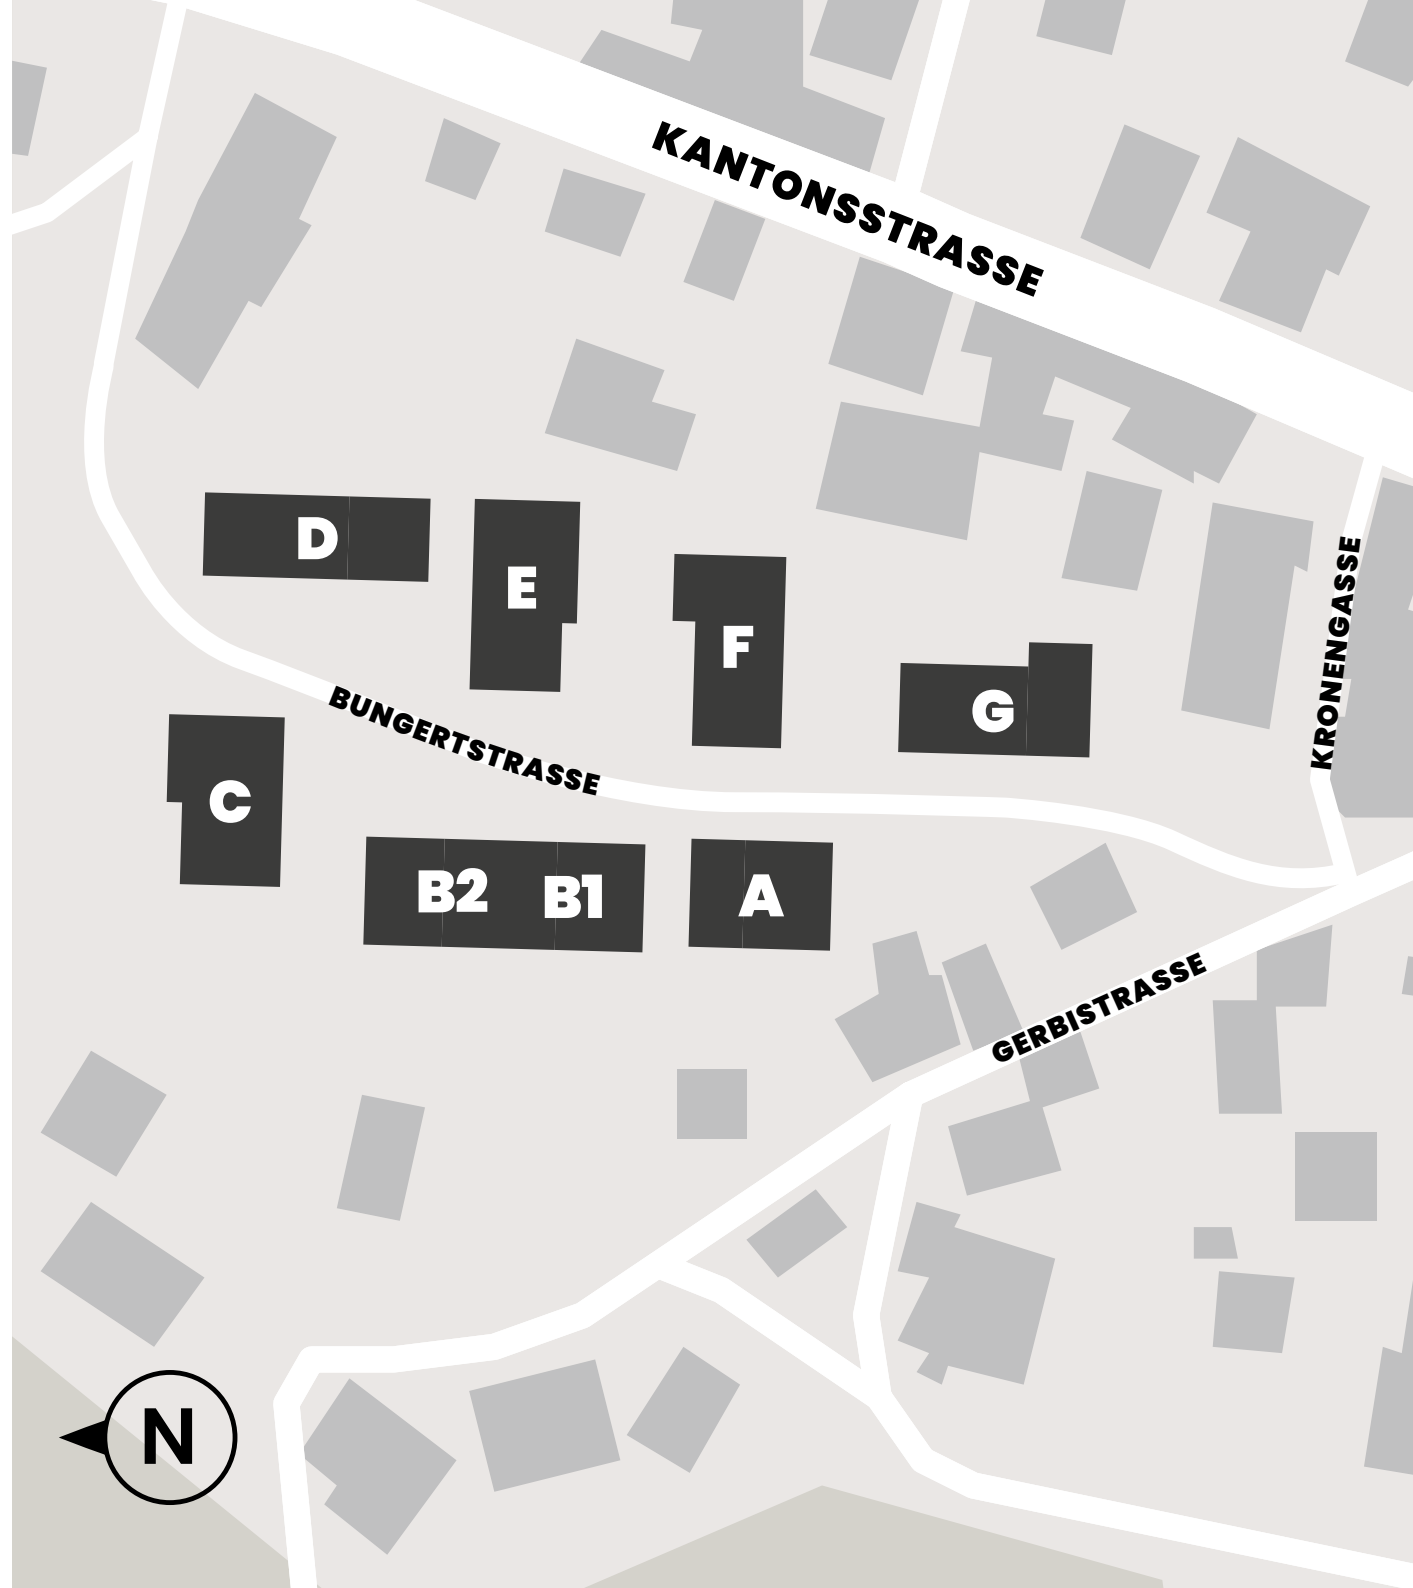 KANTONSSTRASSE
D
E
F
G
KRONENGASSE
BUNGERTSTRASSE
C
B2
B1
A
GERBISTRASSE
N